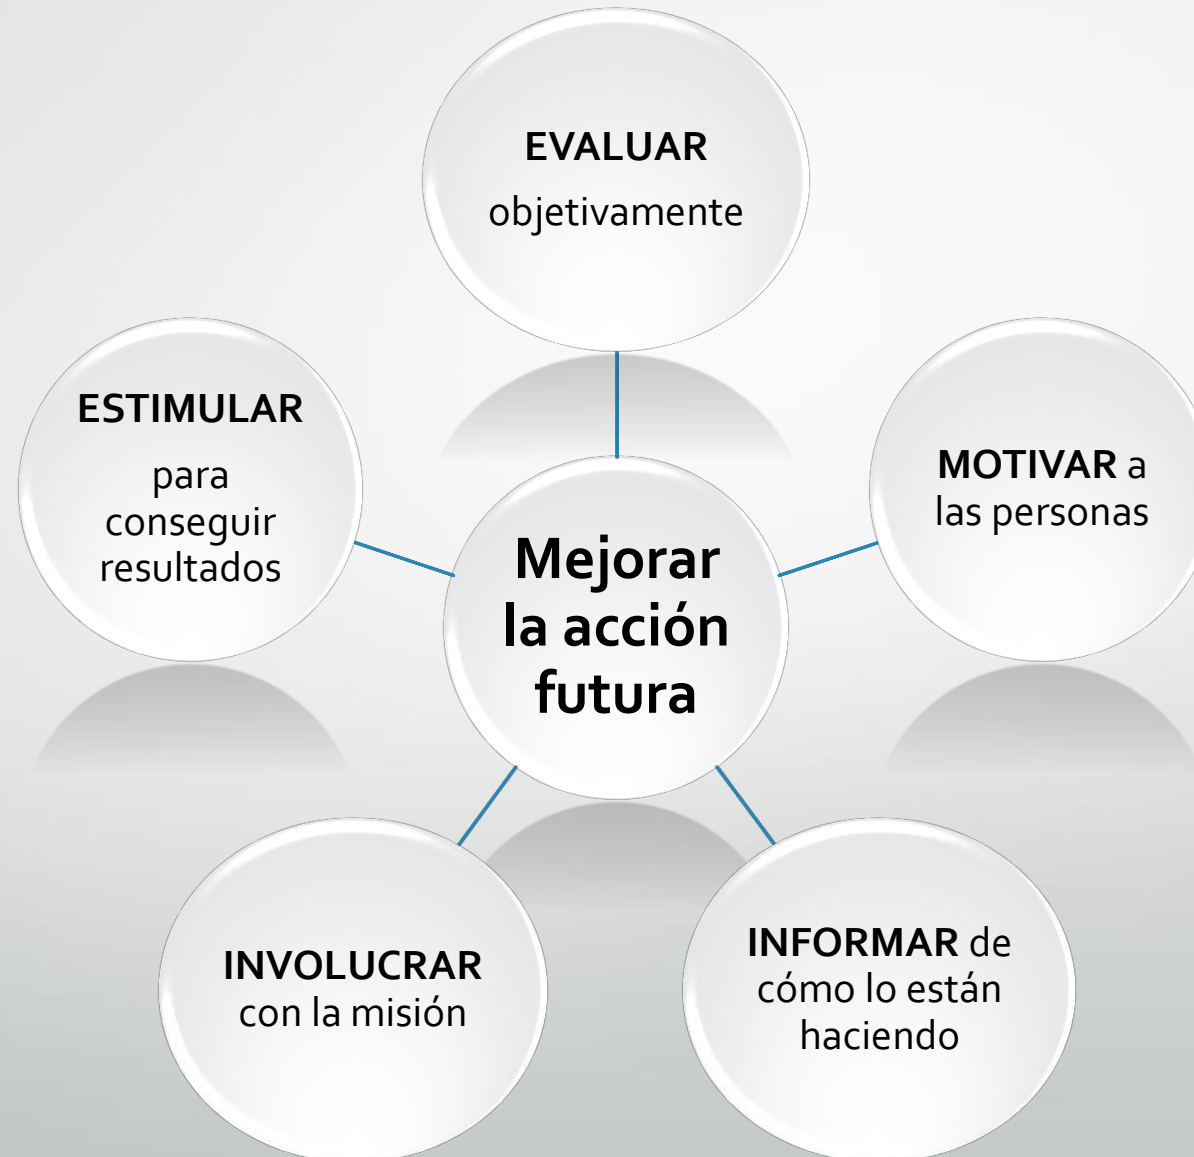 EVALUAR
objetivamente
ESTIMULAR
para
conseguir
resultados
MOTIVAR a
las personas
Mejorar
la acción
futura
INVOLUCRAR
con la misión
INFORMAR de
cómo lo están
haciendo